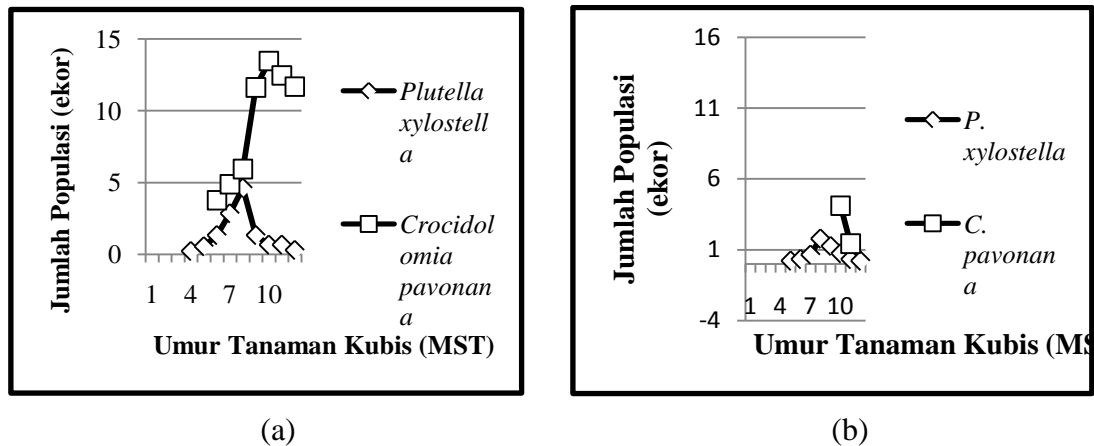 (a)
Jumlah Populasi (ekor)
15
10
5
0
1 4 7 10
Umur Tanaman Kubis (MST)
Plutella
xylostell
a
Crocidol
omia
pavonan
a
(b)
Jumlah Populasi
(ekor)
16
11
6
1
-4
1 4 7 10
Umur Tanaman Kubis (MS
P.
xylostella
C.
pavonan
a